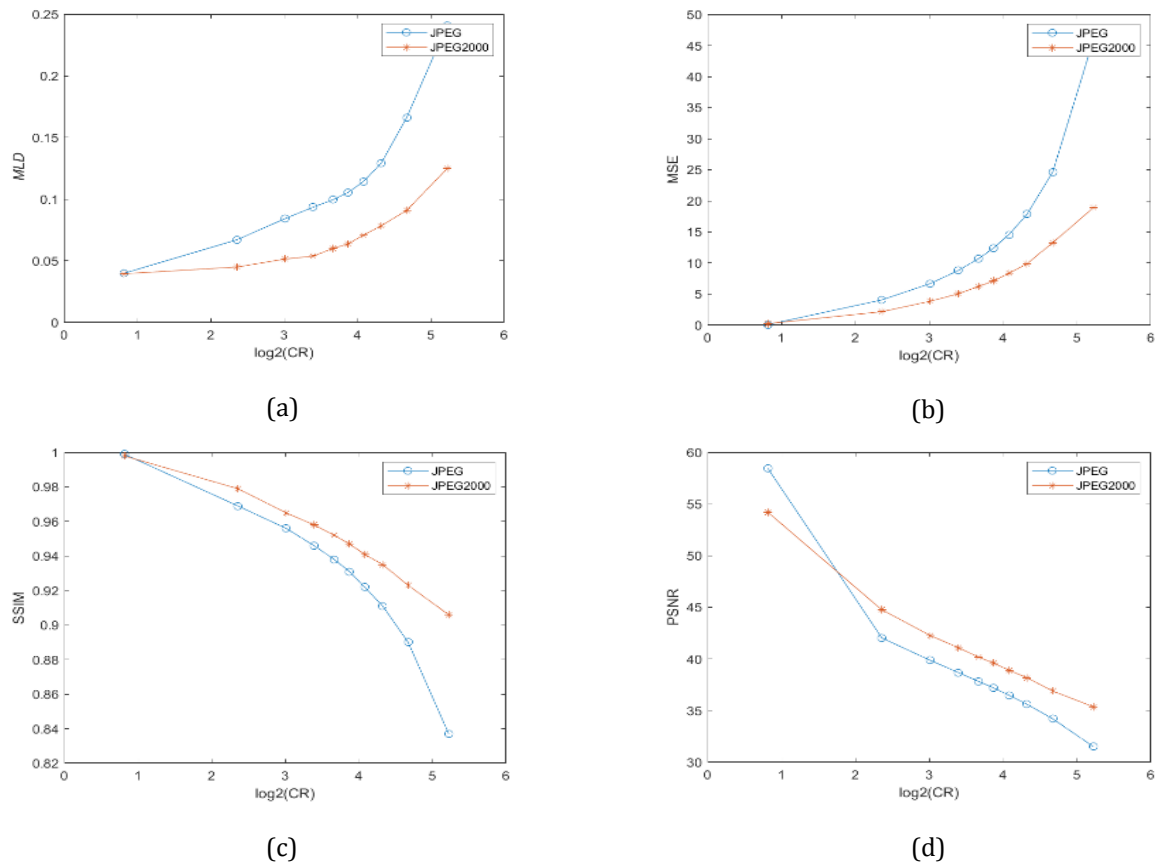 0.25
0.2
0.15
0.1
0.05
0
MLD
0 1 2 3 4 5 6
log2(CR)
JPEG
JPEG2000
(a)
50
45
40
35
30
25
20
15
10
5
0
MSE
0 1 2 3 4 5 6
log2(CR)
JPEG
JPEG2000
(b)
1
0.98
0.96
0.94
0.92
0.9
0.88
0.86
0.84
0.82
SSIM
0 1 2 3 4 5 6
log2(CR)
JPEG
JPEG2000
(c)
60
55
50
45
40
35
30
PSNR
0 1 2 3 4 5 6
log2(CR)
JPEG
JPEG2000
(d)